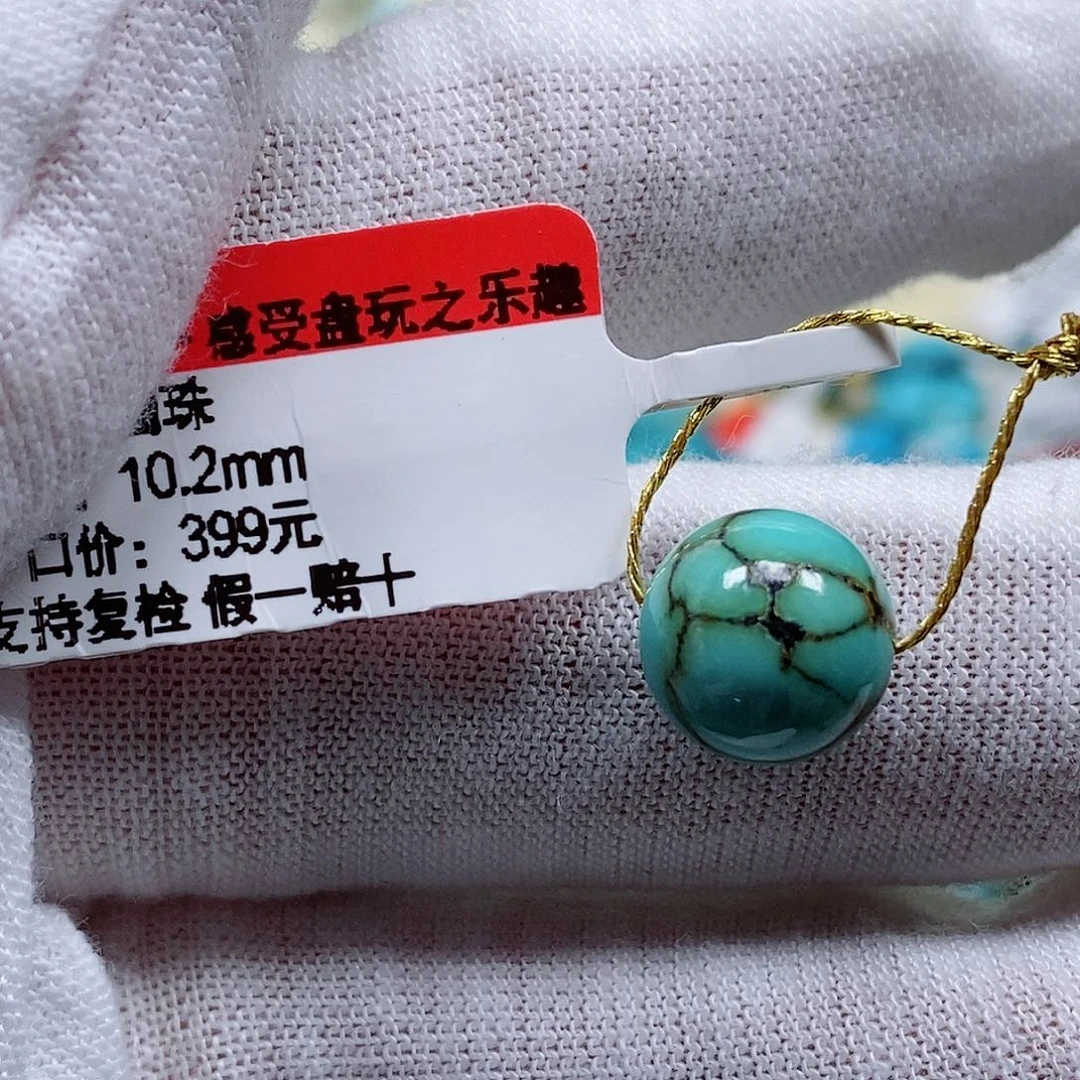 感受盘玩之乐趣
珠
10.2mm
口价：399元
支持复检 假一赔十